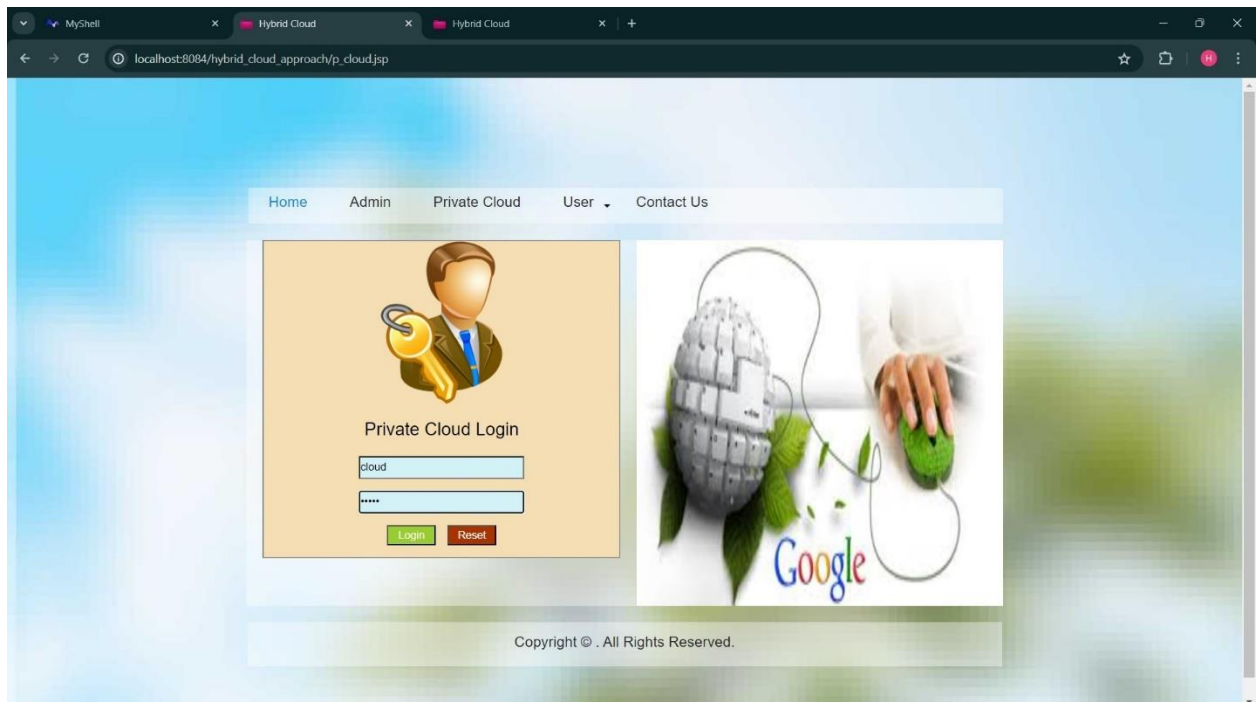 MyShell
Hybrid Cloud
Hybrid Cloud
localhost:8084/hybrid_cloud_approach/p_cloud.jsp
H
Home Admin Private Cloud User Contact Us
Private Cloud Login
cloud
•••••
Login Reset
Google
Copyright © . All Rights Reserved.